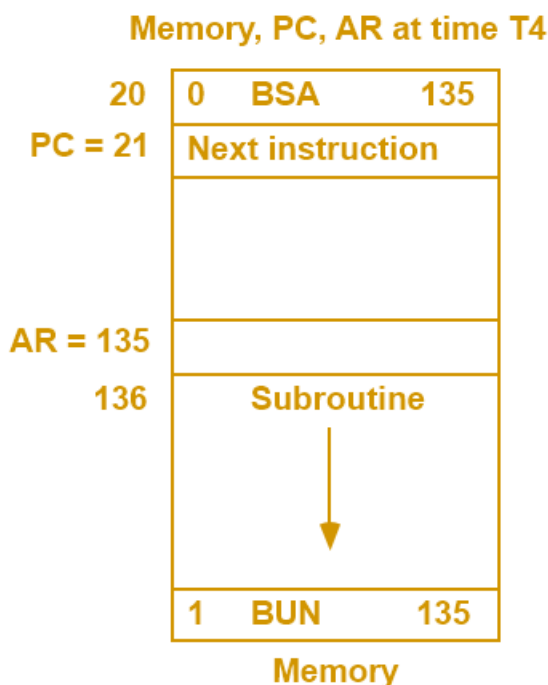 Memory, PC, AR at time T4
20 0 BSA 135
PC = 21 Next instruction
AR = 135
136 Subroutine
1 BUN 135
Memory